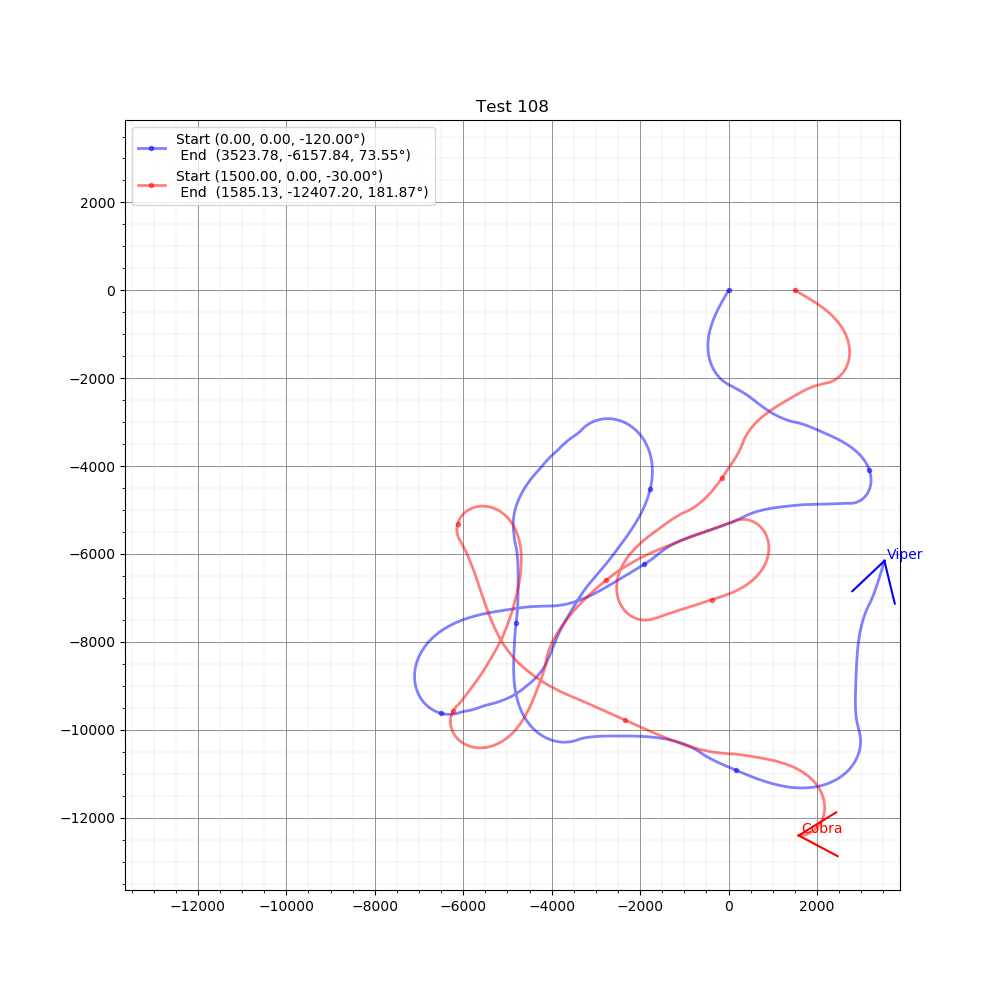 Test 108
Start (0.00, 0.00, -120.00°)
End  (3523.78, -6157.84, 73.55°)
Start (1500.00, 0.00, -30.00°)
End  (1585.13, -12407.20, 181.87°)
2000
0
−2000
−4000
−6000
−8000
−10000
−12000
Viper
Cobra
−12000 −10000 −8000 −6000 −4000 −2000 0 2000